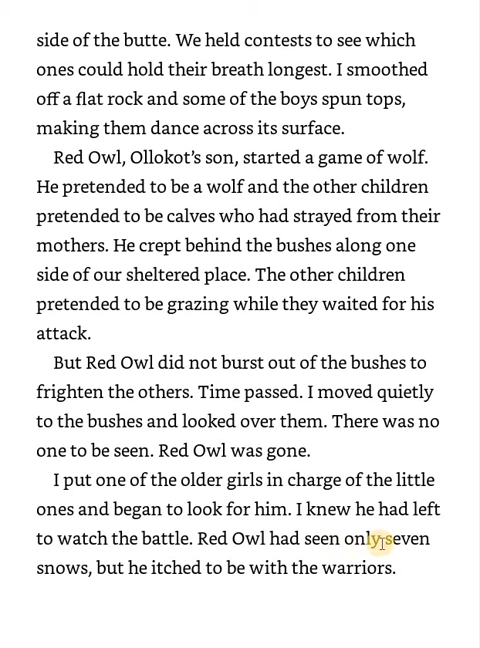 side of the butte. We held contests to see which
ones could hold their breath longest. I smoothed
off a flat rock and some of the boys spun tops,
making them dance across its surface.
Red Owl, Ollokot’s son, started a game of wolf.
He pretended to be a wolf and the other children
pretended to be calves who had strayed from their
mothers. He crept behind the bushes along one
side of our sheltered place. The other children
pretended to be grazing while they waited for his
attack.
But Red Owl did not burst out of the bushes to
frighten the others. Time passed. I moved quietly
to the bushes and looked over them. There was no
one to be seen. Red Owl was gone.
I put one of the older girls in charge of the little
ones and began to look for him. I knew he had left
to watch the battle. Red Owl had seen only seven
snows, but he itched to be with the warriors.